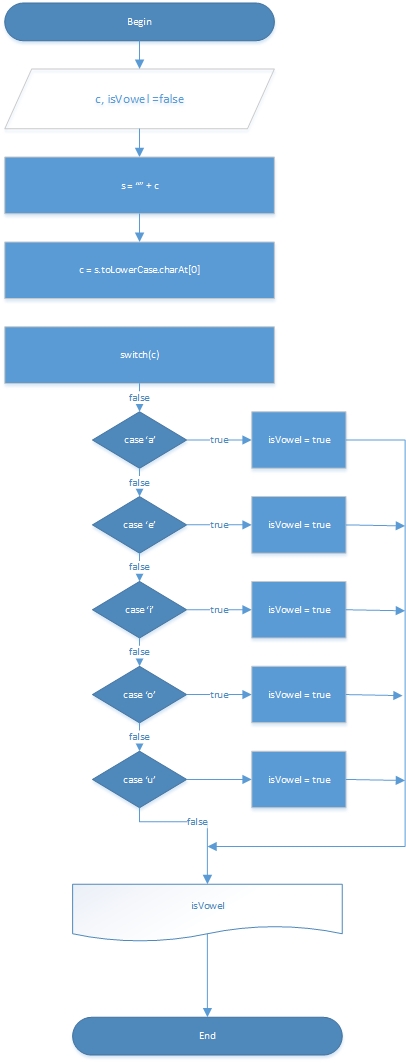 Begin
c, isVowel =false
s = “” + c
c = s.toLowerCase.charAt[0]
switch(c)
false
case ‘a’
true
isVowel = true
false
case ‘e’
true
isVowel = true
false
case ‘i’
true
isVowel = true
false
case ‘o’
true
isVowel = true
false
case ‘u’
isVowel = true
false
isVowel
End